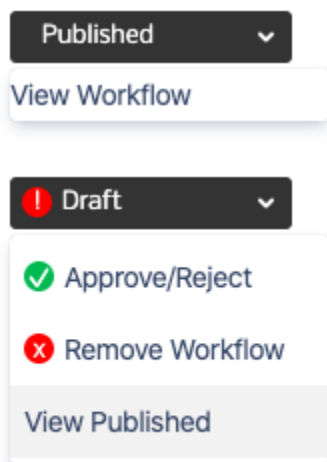 Published
View Workflow
! Draft
Approve/Reject
x Remove Workflow
View Published